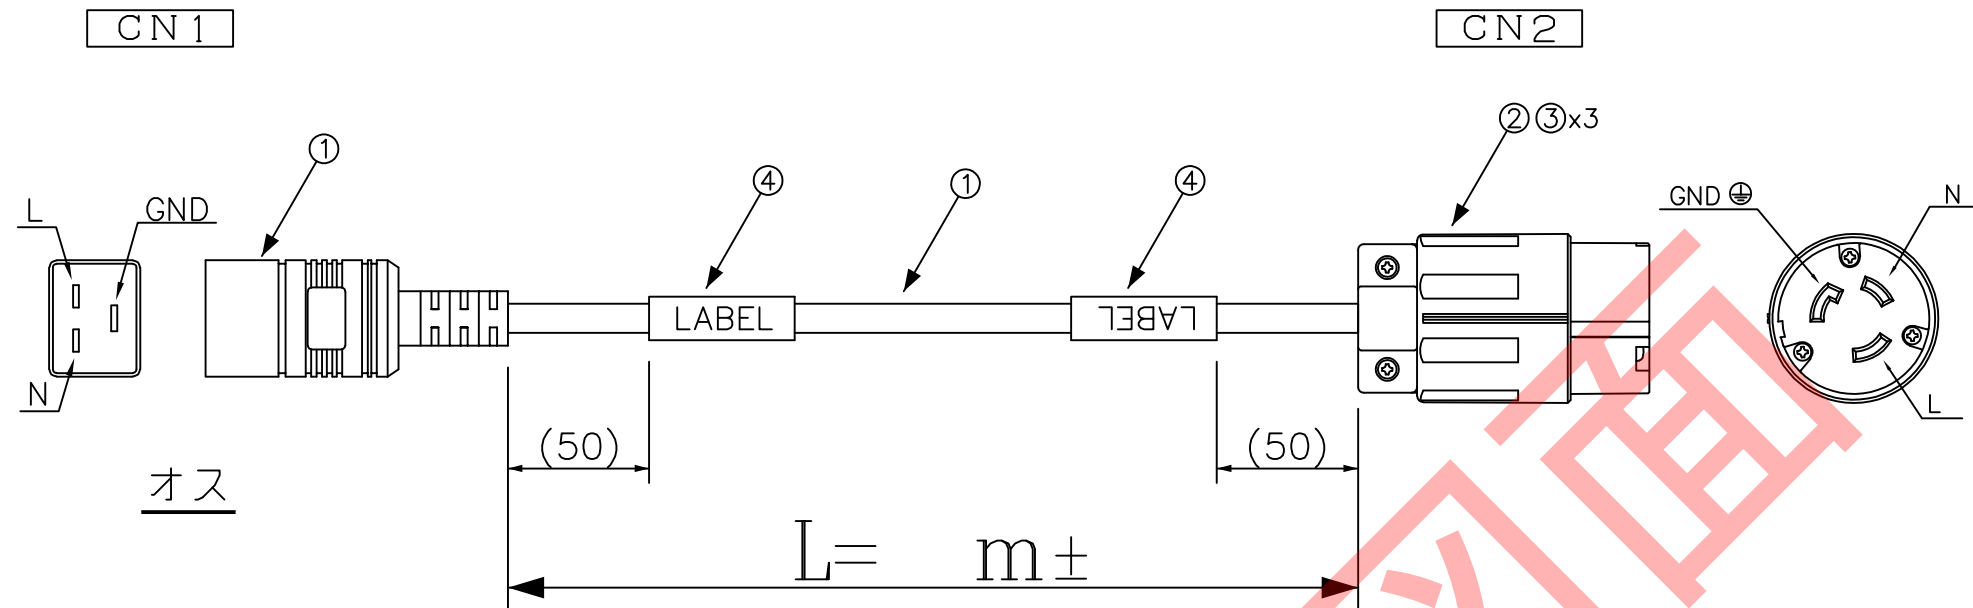 CN1
CN2
① 
②③x3
④
①
④
L
GND
GND
N
LABEL
LABEL
N
L
(50)
(50)
オス
L= m±